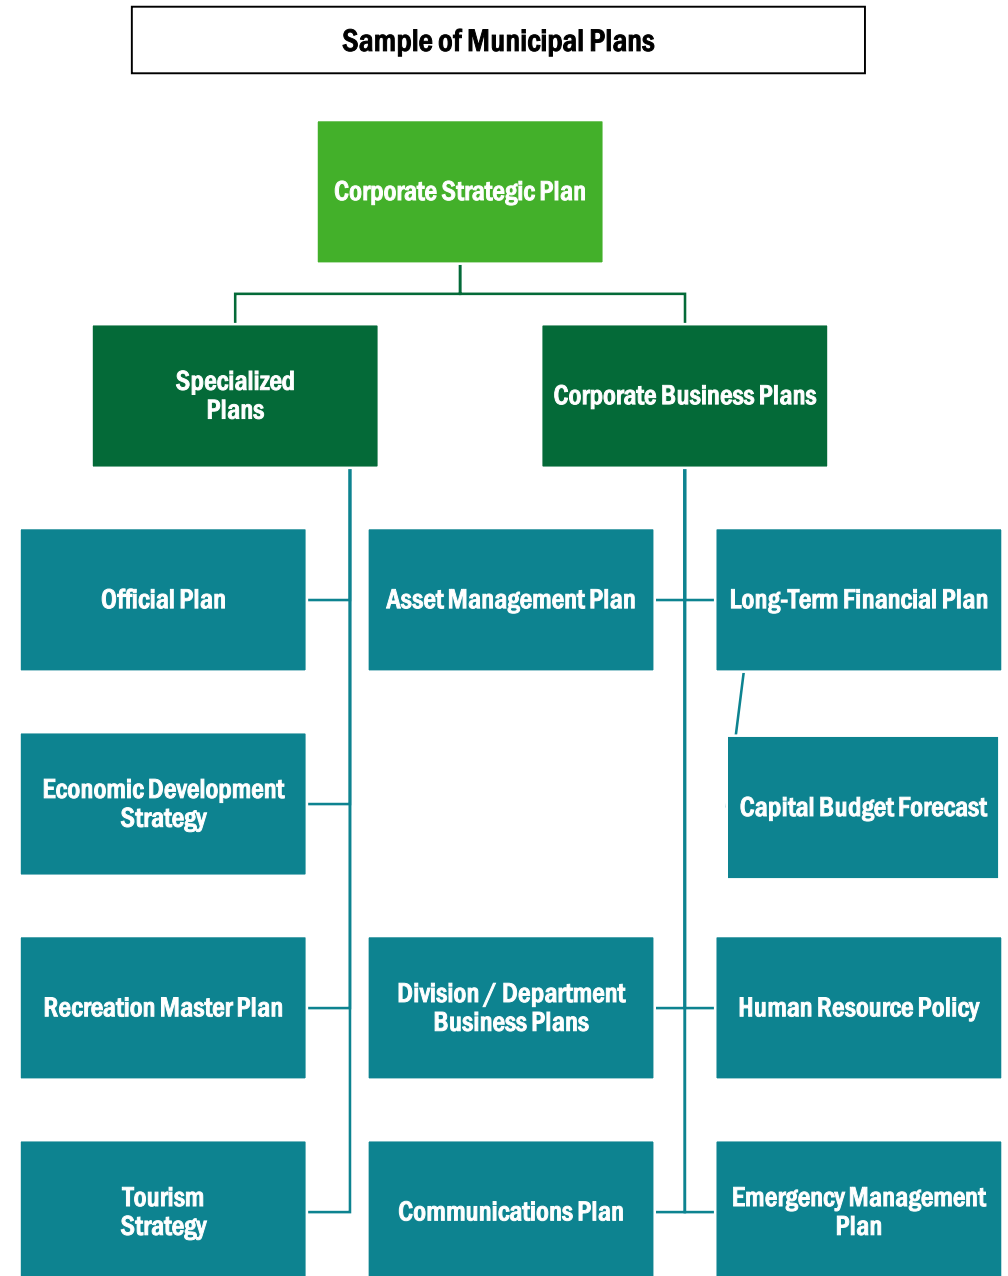 Sample of Municipal Plans
Corporate Strategic Plan
Specialized
Plans
Corporate Business Plans
Official Plan
Asset Management Plan
Long-Term Financial Plan
Economic Development
Strategy
Capital Budget Forecast
Recreation Master Plan
Division / Department
Business Plans
Human Resource Policy
Tourism
Strategy
Communications Plan
Emergency Management
Plan